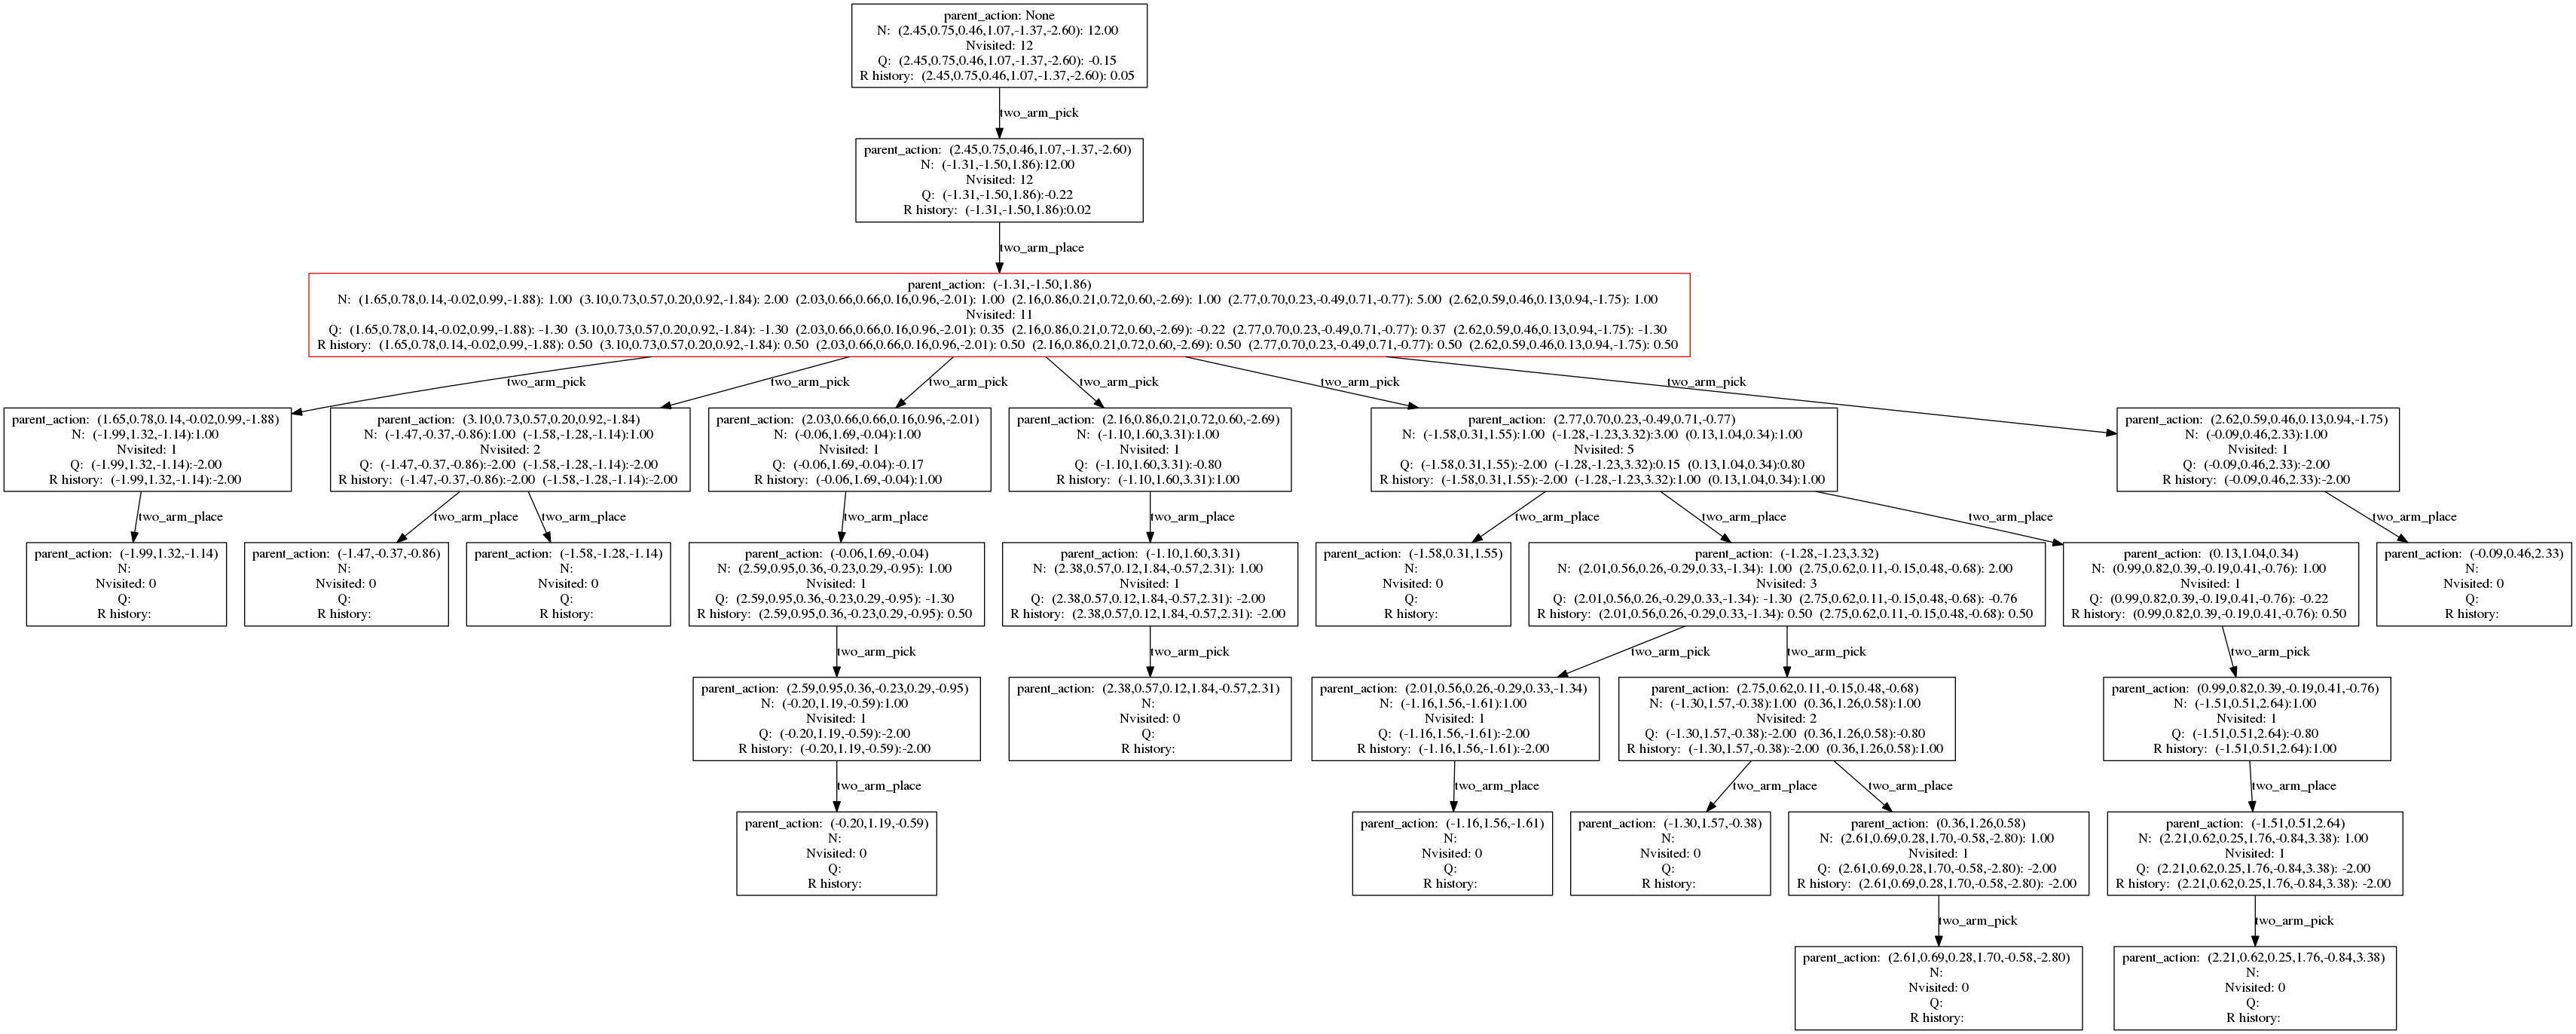 parent_action: None
N: (2.45,0.75,0.46,1.07,-1.37,-2.60): 12.00
Nvisited: 12
Q: (2.45,0.75,0.46,1.07,-1.37,-2.60): -0.15
R history: (2.45,0.75,0.46,1.07,-1.37,-2.60): 0.05
two_arm_pick
parent_action: (2.45,0.75,0.46,1.07,-1.37,-2.60)
N: (-1.31,-1.50,1.86):12.00
Nvisited: 12
Q: (-1.31,-1.50,1.86):-0.22
R history: (-1.31,-1.50,1.86):0.02
two_arm_place
parent_action: (-1.31,-1.50,1.86)
N: (1.65,0.78,0.14,-0.02,0.99,-1.88): 1.00 (3.10,0.73,0.57,0.20,0.92,-1.84): 2.00 (2.03,0.66,0.66,0.16,0.96,-2.01): 1.00 (2.16,0.86,0.21,0.72,0.60,-2.69): 1.00 (2.77,0.70,0.23,-0.49,0.71,-0.77): 5.00 (2.62,0.59,0.46,0.13,0.94,-1.75): 1.00
Nvisited: 11
Q: (1.65,0.78,0.14,-0.02,0.99,-1.88): -1.30 (3.10,0.73,0.57,0.20,0.92,-1.84): -1.30 (2.03,0.66,0.66,0.16,0.96,-2.01): 0.35 (2.16,0.86,0.21,0.72,0.60,-2.69): -0.22 (2.77,0.70,0.23,-0.49,0.71,-0.77): 0.37 (2.62,0.59,0.46,0.13,0.94,-1.75): -1.30
R history: (1.65,0.78,0.14,-0.02,0.99,-1.88): 0.50 (3.10,0.73,0.57,0.20,0.92,-1.84): 0.50 (2.03,0.66,0.66,0.16,0.96,-2.01): 0.50 (2.16,0.86,0.21,0.72,0.60,-2.69): 0.50 (2.77,0.70,0.23,-0.49,0.71,-0.77): 0.50 (2.62,0.59,0.46,0.13,0.94,-1.75): 0.50
two_arm_pick
two_arm_pick
two_arm_pick
two_arm_pick
two_arm_pick
two_arm_pick
parent_action: (1.65,0.78,0.14,-0.02,0.99,-1.88)
N: (-1.99,1.32,-1.14):1.00
Nvisited: 1
Q: (-1.99,1.32,-1.14):-2.00
R history: (-1.99,1.32,-1.14):-2.00
parent_action: (3.10,0.73,0.57,0.20,0.92,-1.84)
N: (-1.47,-0.37,-0.86):1.00 (-1.58,-1.28,-1.14):1.00
Nvisited: 2
Q: (-1.47,-0.37,-0.86):-2.00 (-1.58,-1.28,-1.14):-2.00
R history: (-1.47,-0.37,-0.86):-2.00 (-1.58,-1.28,-1.14):-2.00
parent_action: (2.03,0.66,0.66,0.16,0.96,-2.01)
N: (-0.06,1.69,-0.04):1.00
Nvisited: 1
Q: (-0.06,1.69,-0.04):-0.17
R history: (-0.06,1.69,-0.04):1.00
parent_action: (2.16,0.86,0.21,0.72,0.60,-2.69)
N: (-1.10,1.60,3.31):1.00
Nvisited: 1
Q: (-1.10,1.60,3.31):-0.80
R history: (-1.10,1.60,3.31):1.00
parent_action: (2.77,0.70,0.23,-0.49,0.71,-0.77)
N: (-1.58,0.31,1.55):1.00 (-1.28,-1.23,3.32):3.00 (0.13,1.04,0.34):1.00
Nvisited: 5
Q: (-1.58,0.31,1.55):-2.00 (-1.28,-1.23,3.32):0.15 (0.13,1.04,0.34):0.80
R history: (-1.58,0.31,1.55):-2.00 (-1.28,-1.23,3.32):1.00 (0.13,1.04,0.34):1.00
parent_action: (2.62,0.59,0.46,0.13,0.94,-1.75)
N: (-0.09,0.46,2.33):1.00
Nvisited: 1
Q: (-0.09,0.46,2.33):-2.00
R history: (-0.09,0.46,2.33):-2.00
two_arm_place
two_arm_place
two_arm_place
two_arm_place
two_arm_place
two_arm_place
two_arm_place
two_arm_place
two_arm_place
parent_action: (-1.99,1.32,-1.14)
N:
Nvisited: 0
Q:
R history:
parent_action: (-1.47,-0.37,-0.86)
N:
Nvisited: 0
Q:
R history:
parent_action: (-1.58,-1.28,-1.14)
N:
Nvisited: 0
Q:
R history:
parent_action: (-0.06,1.69,-0.04)
N: (2.59,0.95,0.36,-0.23,0.29,-0.95): 1.00
Nvisited: 1
Q: (2.59,0.95,0.36,-0.23,0.29,-0.95): -1.30
R history: (2.59,0.95,0.36,-0.23,0.29,-0.95): 0.50
parent_action: (-1.10,1.60,3.31)
N: (2.38,0.57,0.12,1.84,-0.57,2.31): 1.00
Nvisited: 1
Q: (2.38,0.57,0.12,1.84,-0.57,2.31): -2.00
R history: (2.38,0.57,0.12,1.84,-0.57,2.31): -2.00
parent_action: (-1.58,0.31,1.55)
N:
Nvisited: 0
Q:
R history:
parent_action: (-1.28,-1.23,3.32)
N: (2.01,0.56,0.26,-0.29,0.33,-1.34): 1.00 (2.75,0.62,0.11,-0.15,0.48,-0.68): 2.00
Nvisited: 3
Q: (2.01,0.56,0.26,-0.29,0.33,-1.34): -1.30 (2.75,0.62,0.11,-0.15,0.48,-0.68): -0.76
R history: (2.01,0.56,0.26,-0.29,0.33,-1.34): 0.50 (2.75,0.62,0.11,-0.15,0.48,-0.68): 0.50
parent_action: (0.13,1.04,0.34)
N: (0.99,0.82,0.39,-0.19,0.41,-0.76): 1.00
Nvisited: 1
Q: (0.99,0.82,0.39,-0.19,0.41,-0.76): -0.22
R history: (0.99,0.82,0.39,-0.19,0.41,-0.76): 0.50
parent_action: (-0.09,0.46,2.33)
N:
Nvisited: 0
Q:
R history:
two_arm_pick
two_arm_pick
two_arm_pick
two_arm_pick
two_arm_pick
parent_action: (2.59,0.95,0.36,-0.23,0.29,-0.95)
N: (-0.20,1.19,-0.59):1.00
Nvisited: 1
Q: (-0.20,1.19,-0.59):-2.00
R history: (-0.20,1.19,-0.59):-2.00
parent_action: (2.38,0.57,0.12,1.84,-0.57,2.31)
N:
Nvisited: 0
Q:
R history:
parent_action: (2.01,0.56,0.26,-0.29,0.33,-1.34)
N: (-1.16,1.56,-1.61):1.00
Nvisited: 1
Q: (-1.16,1.56,-1.61):-2.00
R history: (-1.16,1.56,-1.61):-2.00
parent_action: (2.75,0.62,0.11,-0.15,0.48,-0.68)
N: (-1.30,1.57,-0.38):1.00 (0.36,1.26,0.58):1.00
Nvisited: 2
Q: (-1.30,1.57,-0.38):-2.00 (0.36,1.26,0.58):-0.80
R history: (-1.30,1.57,-0.38):-2.00 (0.36,1.26,0.58):1.00
parent_action: (0.99,0.82,0.39,-0.19,0.41,-0.76)
N: (-1.51,0.51,2.64):1.00
Nvisited: 1
Q: (-1.51,0.51,2.64):-0.80
R history: (-1.51,0.51,2.64):1.00
two_arm_place
two_arm_place
two_arm_place
two_arm_place
two_arm_place
parent_action: (-0.20,1.19,-0.59)
N:
Nvisited: 0
Q:
R history:
parent_action: (-1.16,1.56,-1.61)
N:
Nvisited: 0
Q:
R history:
parent_action: (-1.30,1.57,-0.38)
N:
Nvisited: 0
Q:
R history:
parent_action: (0.36,1.26,0.58)
N: (2.61,0.69,0.28,1.70,-0.58,-2.80): 1.00
Nvisited: 1
Q: (2.61,0.69,0.28,1.70,-0.58,-2.80): -2.00
R history: (2.61,0.69,0.28,1.70,-0.58,-2.80): -2.00
parent_action: (-1.51,0.51,2.64)
N: (2.21,0.62,0.25,1.76,-0.84,3.38): 1.00
Nvisited: 1
Q: (2.21,0.62,0.25,1.76,-0.84,3.38): -2.00
R history: (2.21,0.62,0.25,1.76,-0.84,3.38): -2.00
two_arm_pick
two_arm_pick
parent_action: (2.61,0.69,0.28,1.70,-0.58,-2.80)
N:
Nvisited: 0
Q:
R history:
parent_action: (2.21,0.62,0.25,1.76,-0.84,3.38)
N:
Nvisited: 0
Q:
R history: